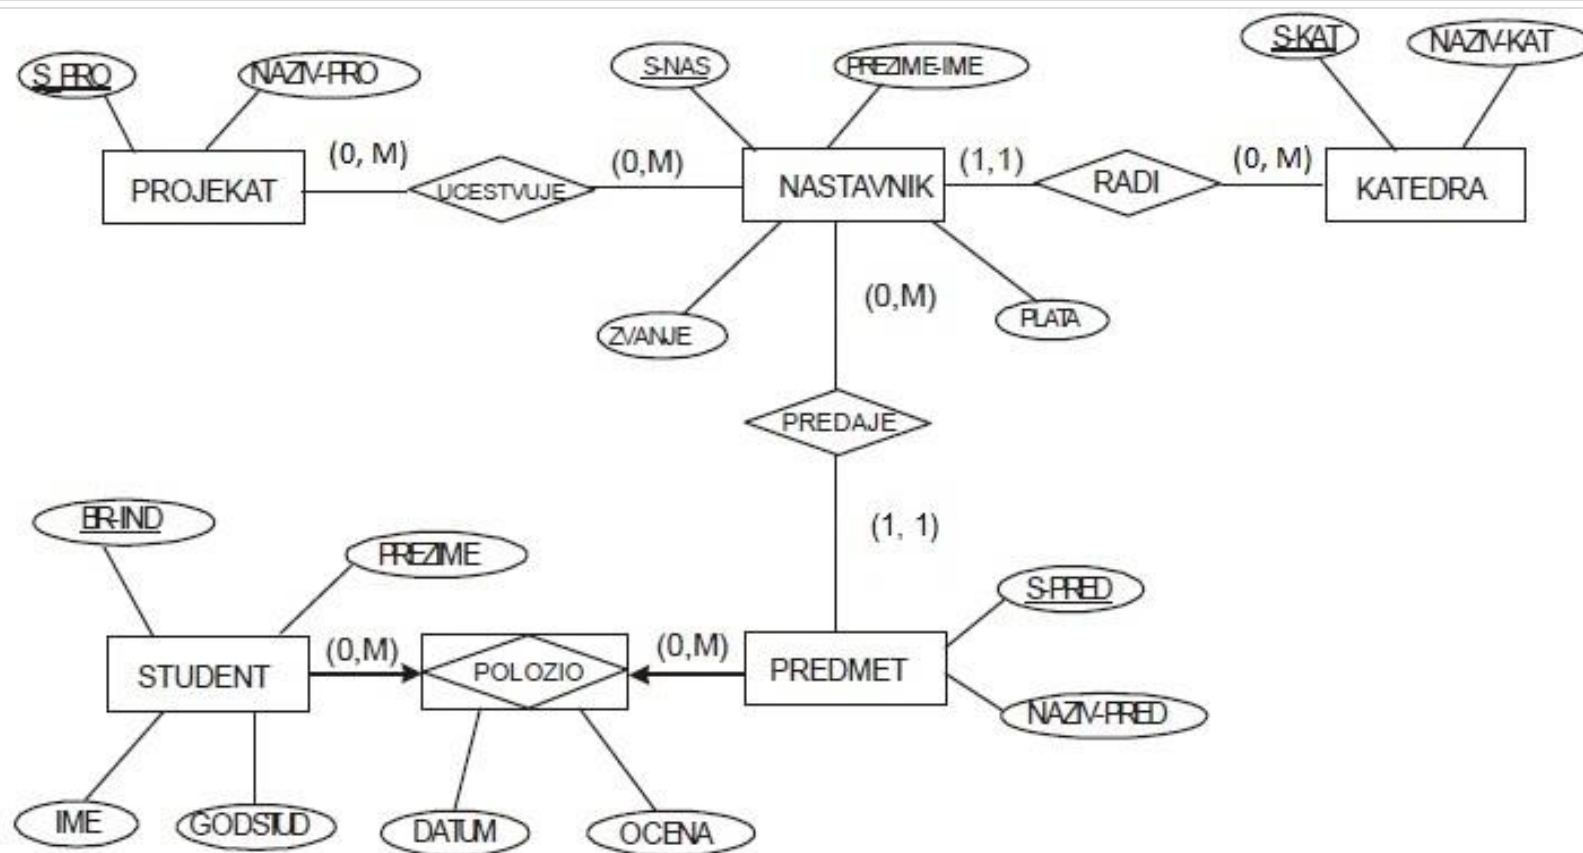 S_PRO
NAZIV-PRO
S-NAS
PREZIME-IME
S-KAT
NAZIV-KAT
PROJEKAT
(0, M)
UCESTVUJE
(0,M)
NASTAVNIK
(1,1)
RADI
(0, M)
KATEDRA
ZVANJE
(0,M)
PLATA
PREDAJE
BR-IND
PREZIME
(1, 1)
S-PRED
STUDENT
(0,M)
POLOZIO
(0,M)
PREDMET
NAZIV-PRED
IME
GODSTUD
DATUM
OCENA